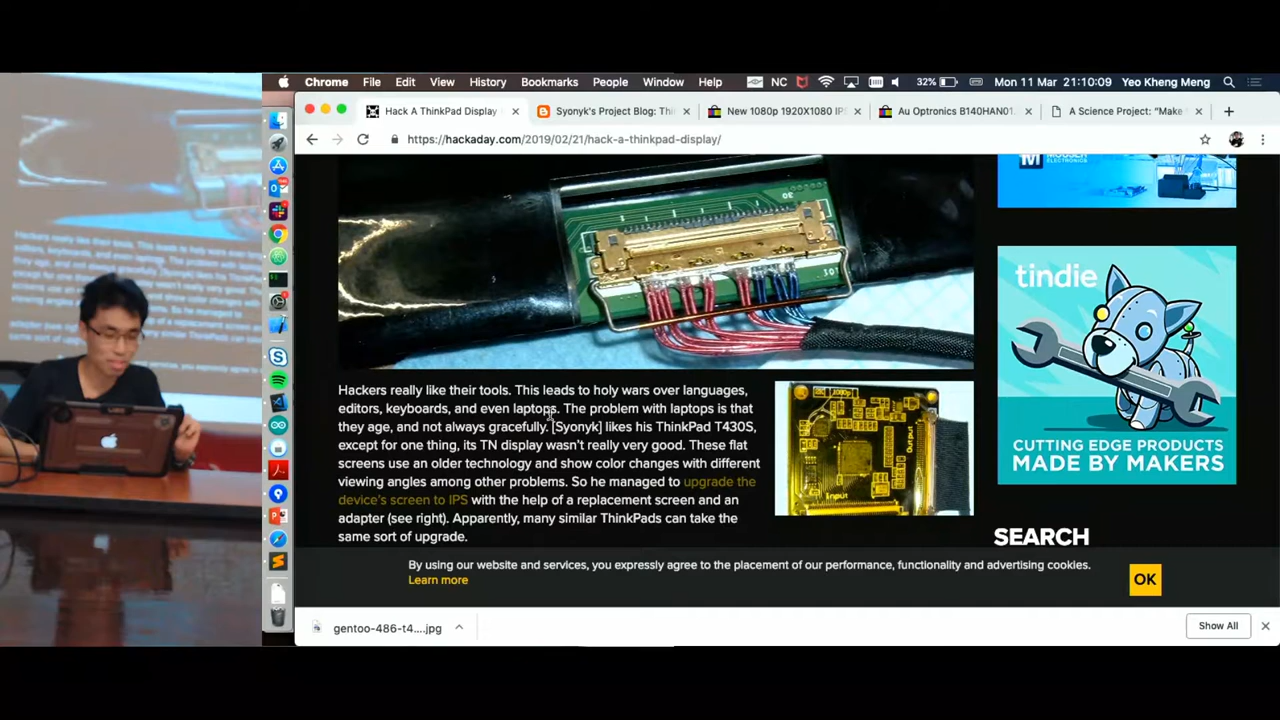 Chrome File Edit View History Bookmarks People Window Help NC 32% Mon 11 Mar 21:10:09 Yeo Kheng Meng
Hack A ThinkPad Display
Syonyk's Project Blog: Thi
New 1080p 1920X1080 IPS
Au Optronics B140HAN01.
A Science Project: "Make
https://hackaday.com/2019/02/21/hack-a-thinkpad-display/
MOUSER
ELECTRONICS
30
Input
Output
tindie
CUTTING EDGE PRODUCTS
MADE BY MAKERS
Hackers really like their tools. This leads to holy wars over languages,
editors, keyboards, and even laptops. The problem with laptops is that
they age, and not always gracefully. [Syonyk] likes his ThinkPad T430S,
except for one thing, its TN display wasn't really very good. These flat
screens use an older technology and show color changes with different
viewing angles among other problems. So he managed to upgrade the
device's screen to IPS with the help of a replacement screen and an
adapter (see right). Apparently, many similar ThinkPads can take the
same sort of upgrade.
SEARCH
By using our website and services, you expressly agree to the placement of our performance, functionality and advertising cookies.
Learn more
OK
gentoo-486-t4....jpg
Show All